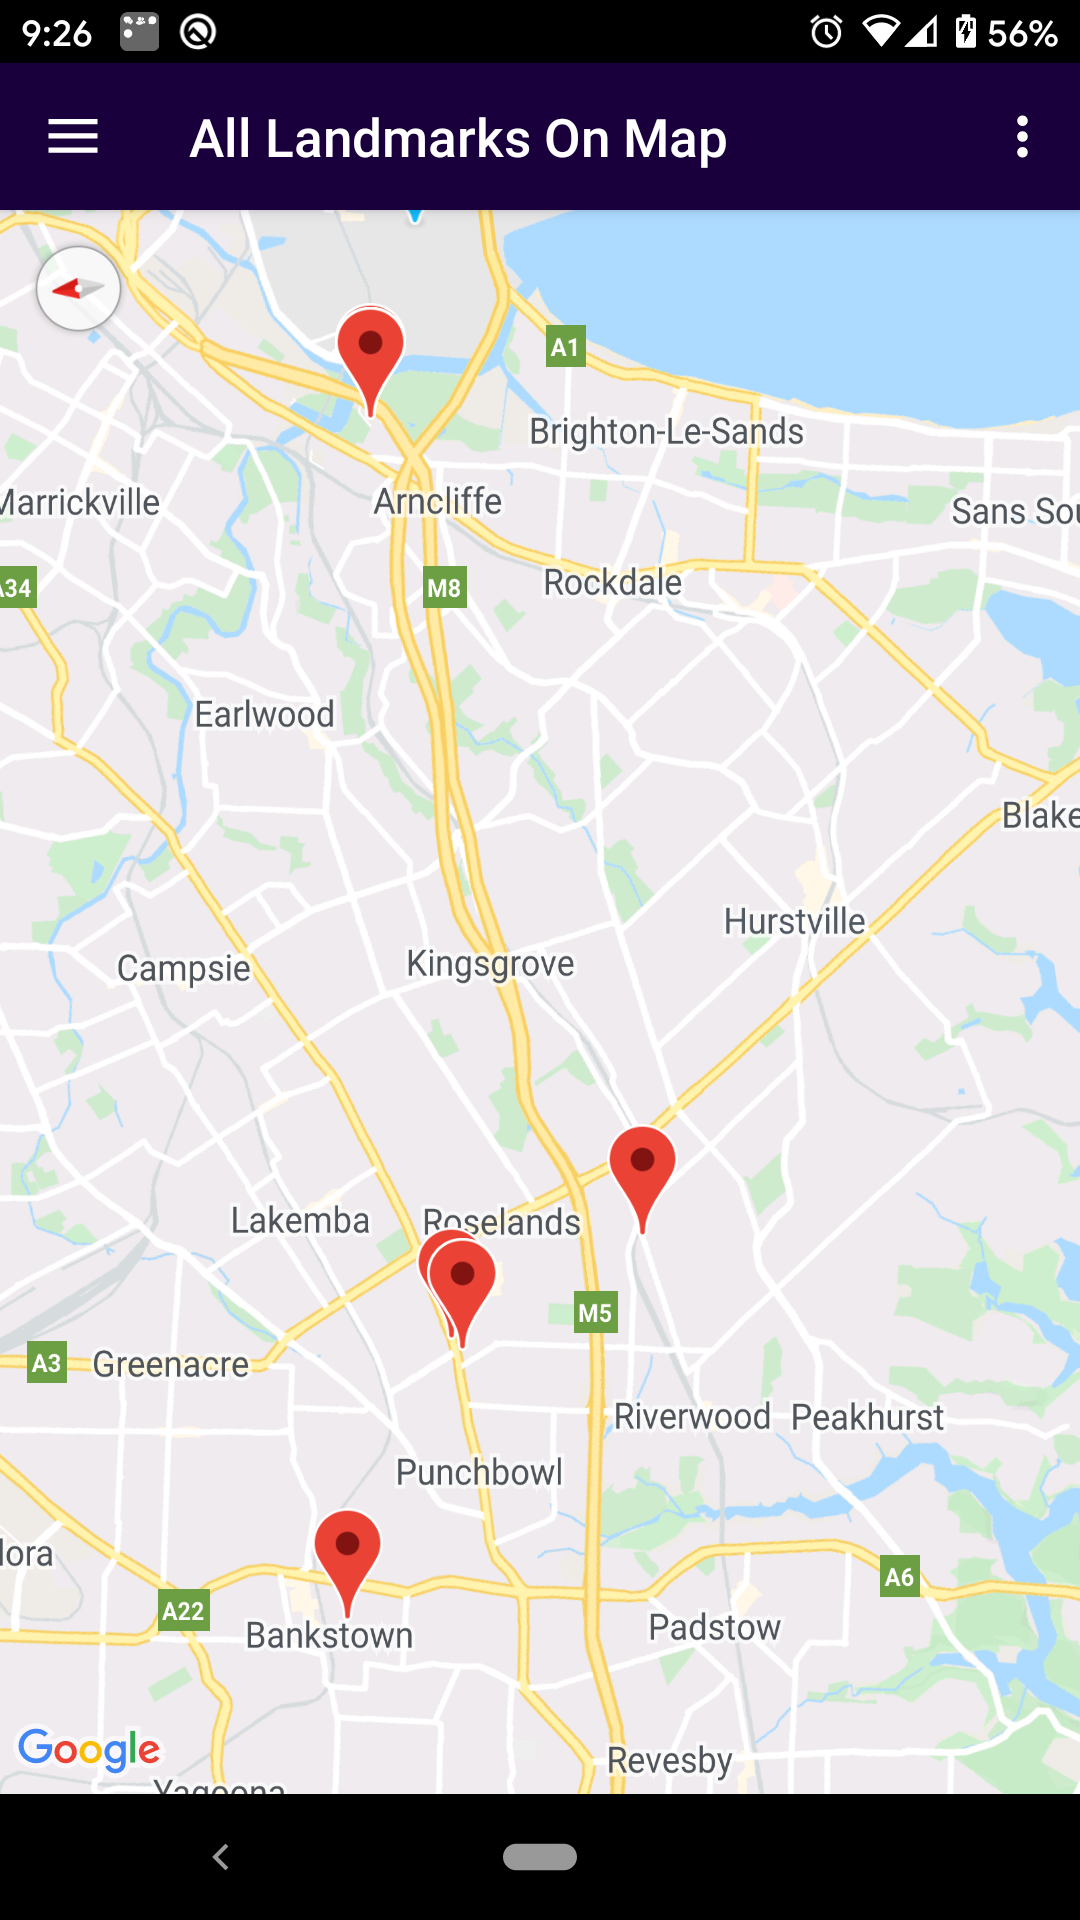 9:26
56%
All Landmarks On Map
A1
Brighton-Le-Sands
Marrickville
Arncliffe
Sans Sou
A34
M8
Rockdale
Earlwood
Blake
Hurstville
Campsie
Kingsgrove
Lakemba
Roselands
M5
A3
Greenacre
Riverwood
Peakhurst
Punchbowl
lora
A6
A22
Bankstown
Padstow
Google
Revesby
Yagoona